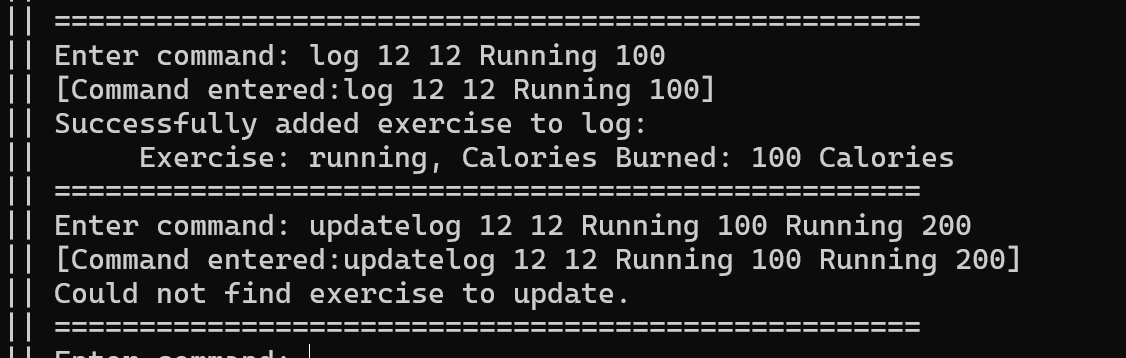 || ===================================================
|| Enter command: log 12 12 Running 100
|| [Command entered:log 12 12 Running 100]
|| Successfully added exercise to log:
||      Exercise: running, Calories Burned: 100 Calories
|| ===================================================
|| Enter command: updatelog 12 12 Running 100 Running 200
|| [Command entered:updatelog 12 12 Running 100 Running 200]
|| Could not find exercise to update.
|| ===================================================
|| Enter command: